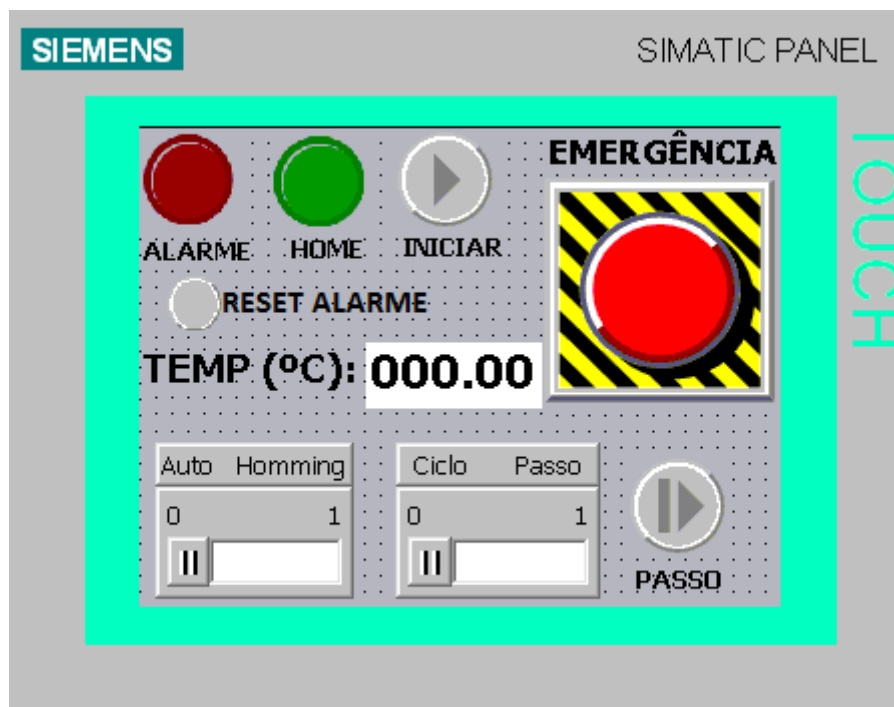 SIEMENS
SIMATIC PANEL
TOUCH
EMERGÊNCIA
ALARME HOME INICIAR
RESET ALARME
TEMP (ºC): 000.00
Auto Homming
0 1
Ciclo Passo
0 1
PASSO